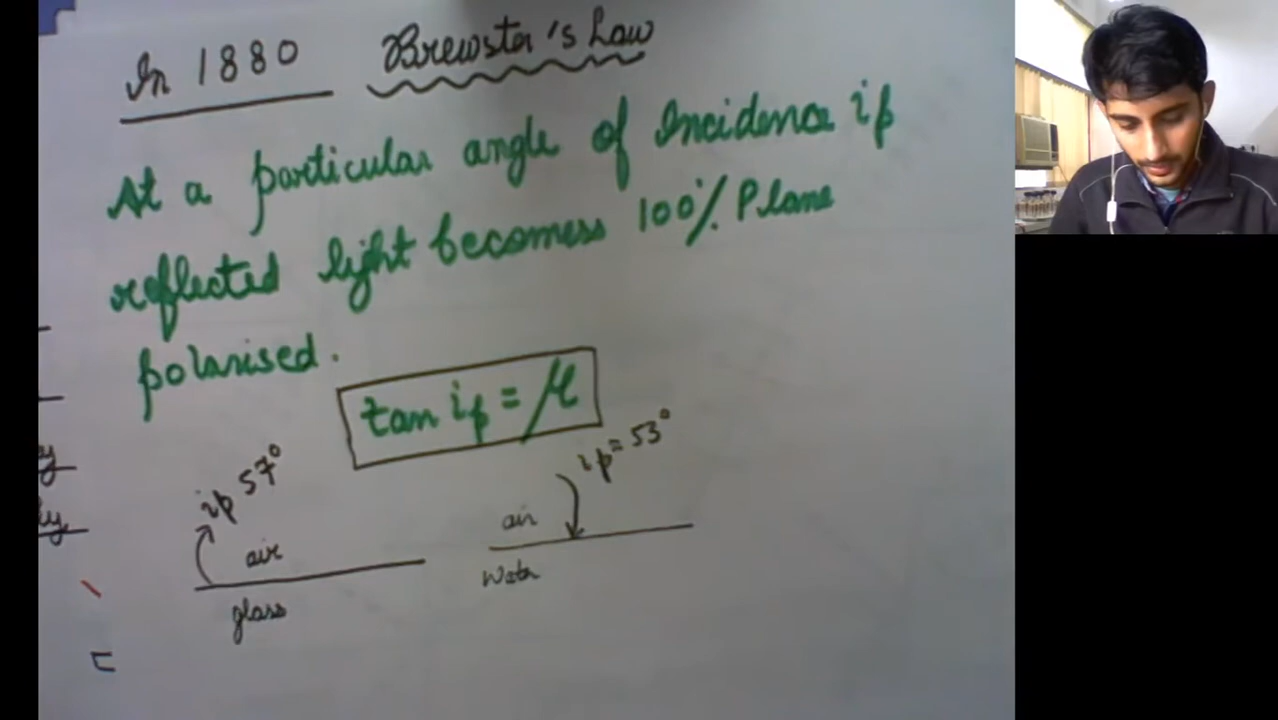 In 1880 Brewster's Law
At a particular angle of Incidence ip
reflected light becomess 100% Plane
polarised.
tan ip = μ
ip 57°
ip = 53°
air
air
glass
Water